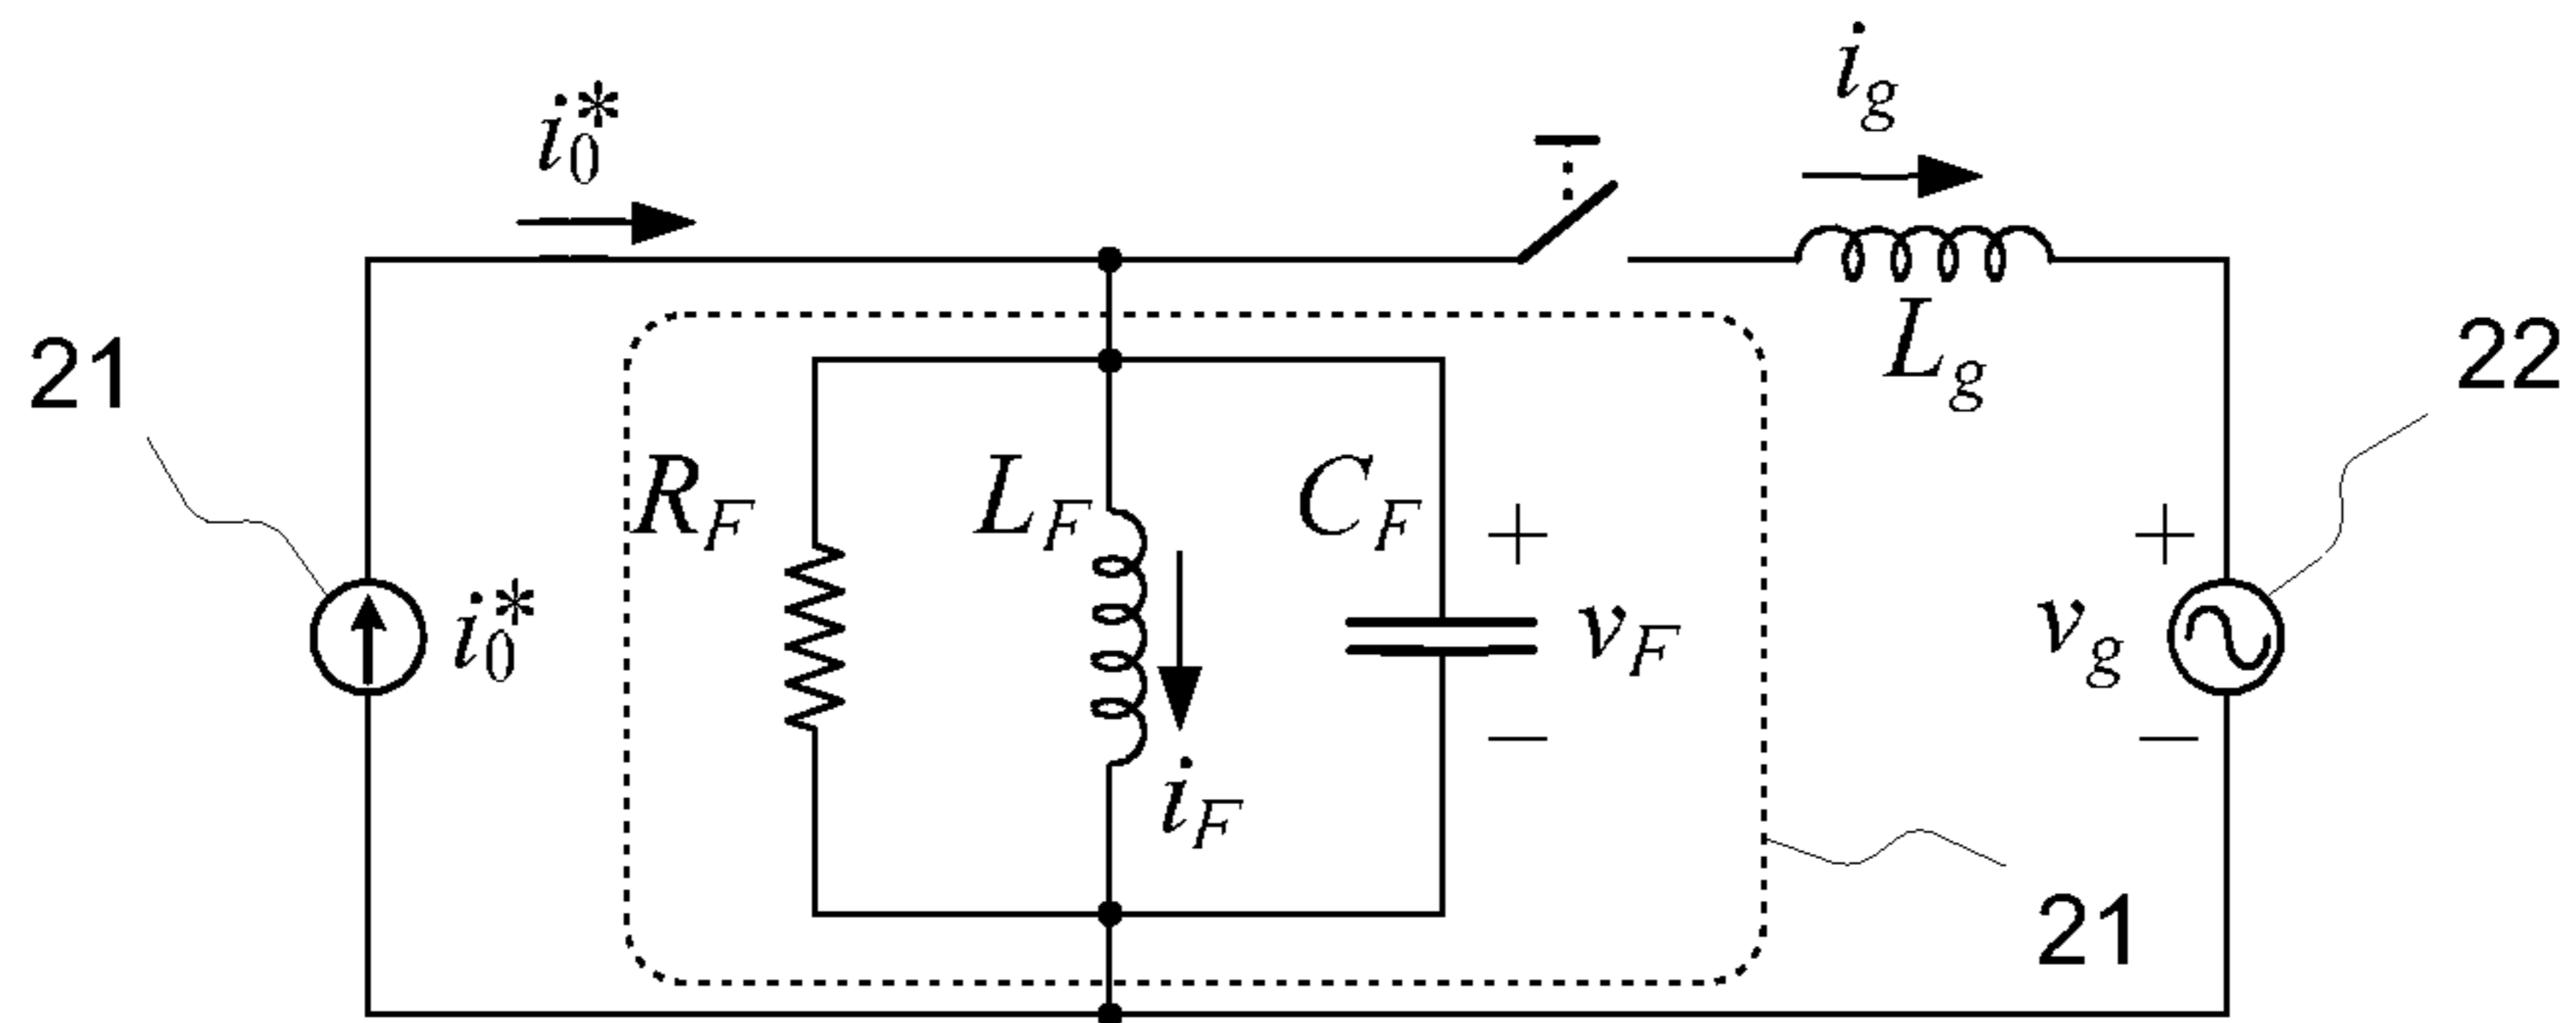 i_g
i_0^*
L_g
21
22
R_F
L_F
C_F
+
+
i_0^*
v_F
v_g
−
−
i_F
21